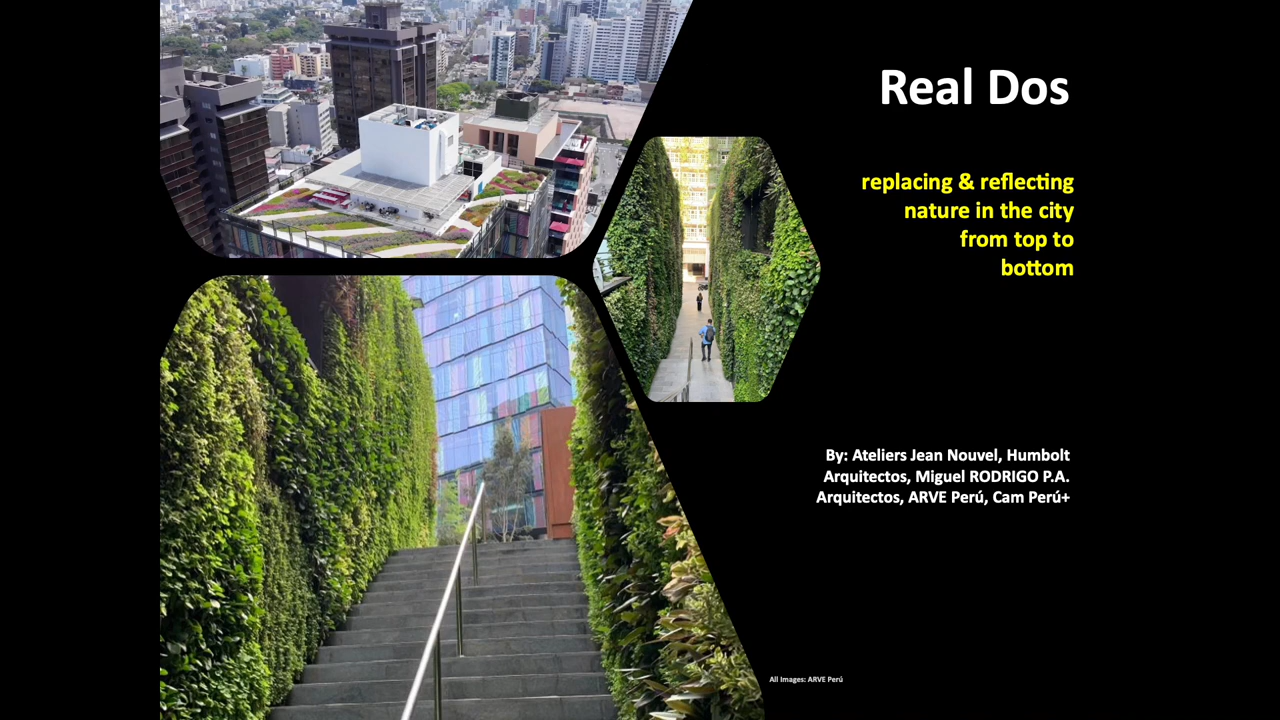 Real Dos
replacing & reflecting
nature in the city
from top to
bottom
By: Ateliers Jean Nouvel, Humbolt
Arquitectos, Miguel RODRIGO P.A.
Arquitectos, ARVE Perú, Cam Perú+
All Images: ARVE Perú